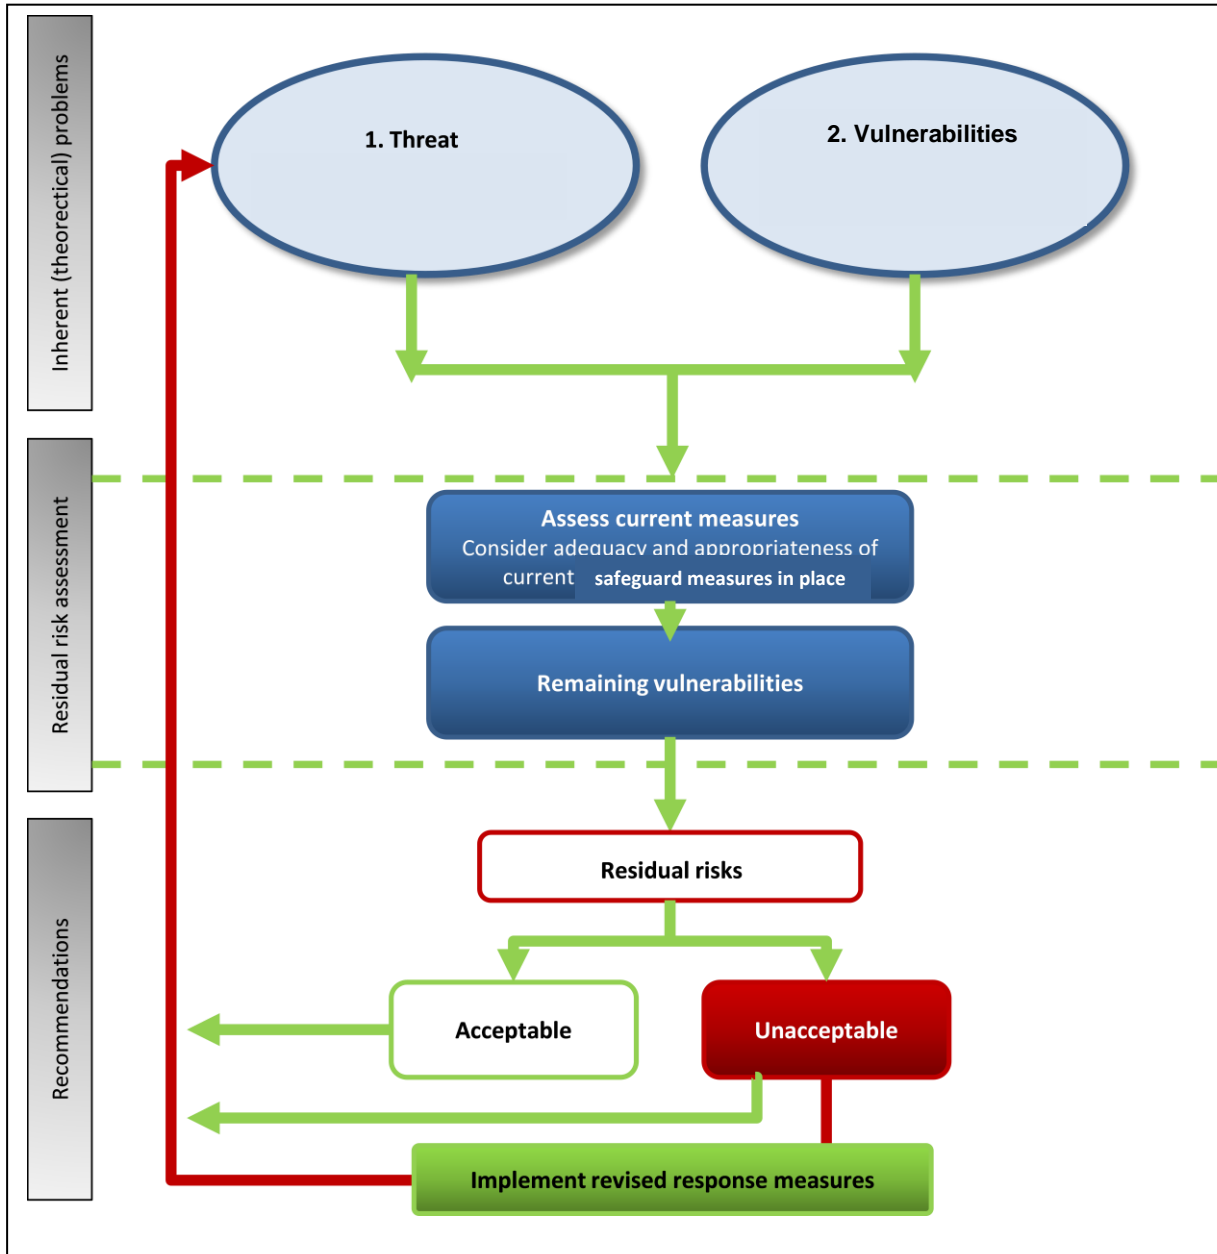 Inherent (theorectical) problems
1. Threat
2. Vulnerabilities
Residual risk assessment
Assess current measures
Consider adequacy and appropriateness of
current safeguard measures in place
Remaining vulnerabilities
Recommendations
Residual risks
Acceptable
Unacceptable
Implement revised response measures